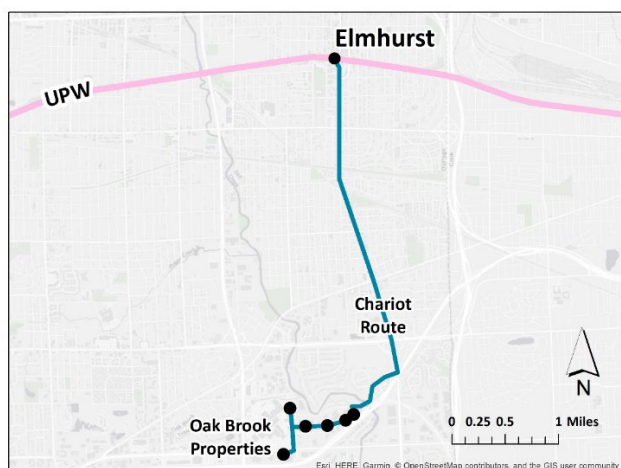 Elmhurst
UPW
Chariot
Route
Oak Brook
Properties
N
0 0.25 0.5 1 Miles
Esri, HERE, Garmin, © OpenStreetMap contributors, and the GIS user community